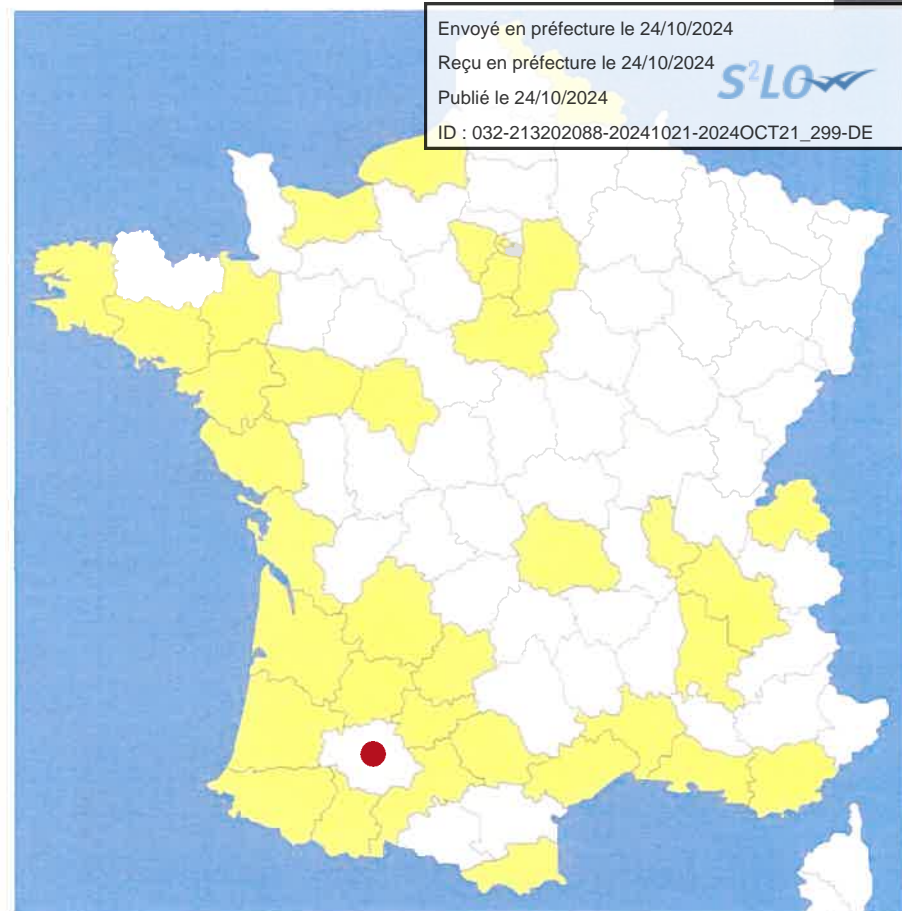 Envoyé en préfecture le 24/10/2024
Reçu en préfecture le 24/10/2024
Publié le 24/10/2024
S²LOW
ID : 032-213202088-20241021-2024OCT21_299-DE